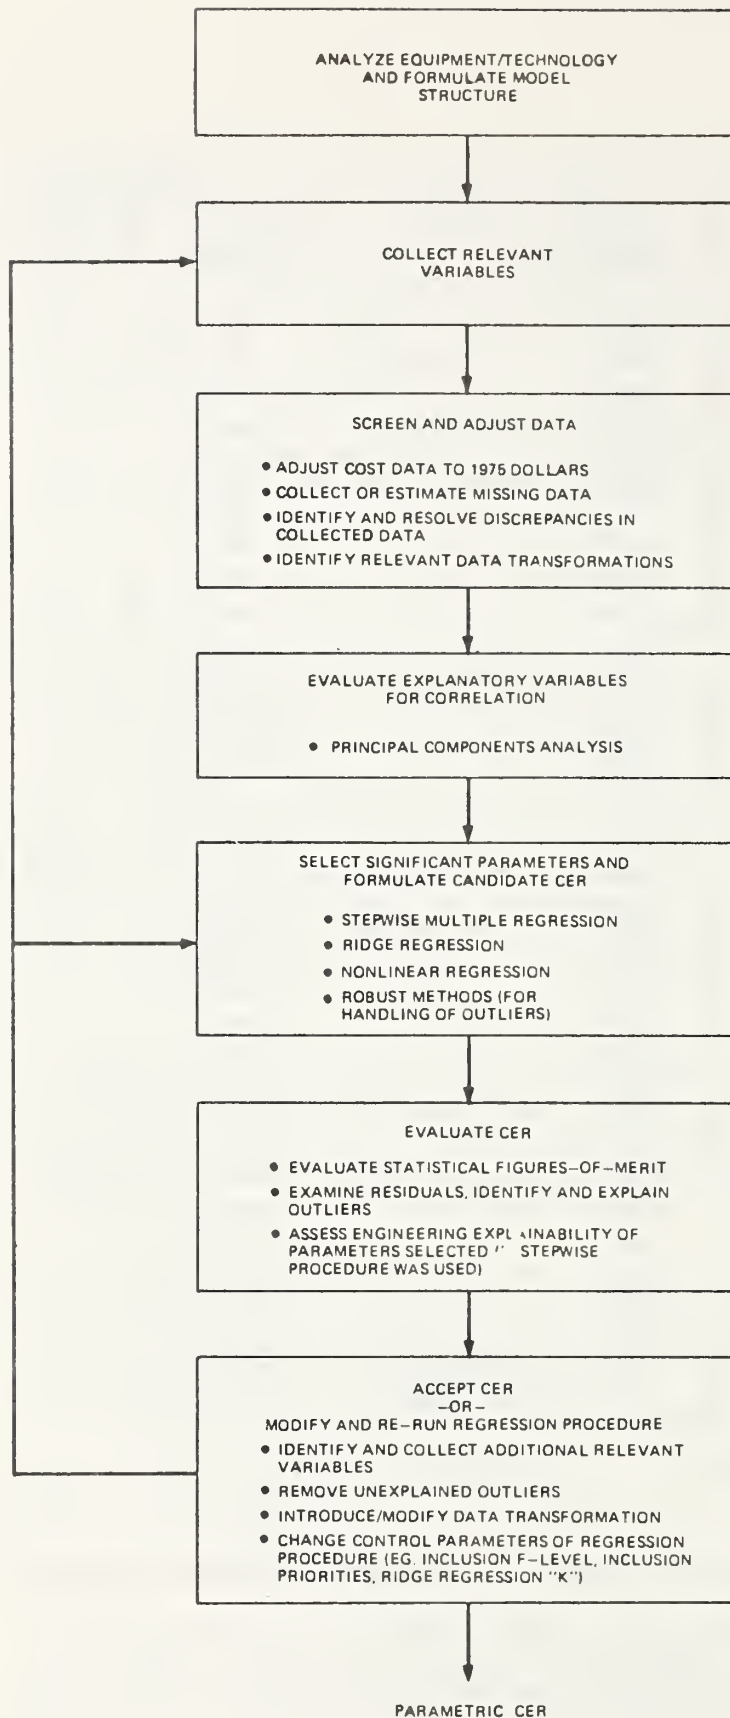 ANALYZE EQUIPMENT/TECHNOLOGY
AND FORMULATE MODEL
STRUCTURE
COLLECT RELEVANT
VARIABLES
SCREEN AND ADJUST DATA
● ADJUST COST DATA TO 1975 DOLLARS
● COLLECT OR ESTIMATE MISSING DATA
● IDENTIFY AND RESOLVE DISCREPANCIES IN
COLLECTED DATA
● IDENTIFY RELEVANT DATA TRANSFORMATIONS
EVALUATE EXPLANATORY VARIABLES
FOR CORRELATION
● PRINCIPAL COMPONENTS ANALYSIS
SELECT SIGNIFICANT PARAMETERS AND
FORMULATE CANDIDATE CER
● STEPWISE MULTIPLE REGRESSION
● RIDGE REGRESSION
● NONLINEAR REGRESSION
● ROBUST METHODS (FOR
HANDLING OF OUTLIERS)
EVALUATE CER
● EVALUATE STATISTICAL FIGURES-OF-MERIT
● EXAMINE RESIDUALS, IDENTIFY AND EXPLAIN
OUTLIERS
● ASSESS ENGINEERING EXPLAINABILITY OF
PARAMETERS SELECTED STEPWISE
PROCEDURE WAS USED)
ACCEPT CER
-OR-
MODIFY AND RE-RUN REGRESSION PROCEDURE
● IDENTIFY AND COLLECT ADDITIONAL RELEVANT
VARIABLES
● REMOVE UNEXPLAINED OUTLIERS
● INTRODUCE/MODIFY DATA TRANSFORMATION
● CHANGE CONTROL PARAMETERS OF REGRESSION
PROCEDURE (EG. INCLUSION F-LEVEL, INCLUSION
PRIORITIES, RIDGE REGRESSION "K")
PARAMETRIC CER